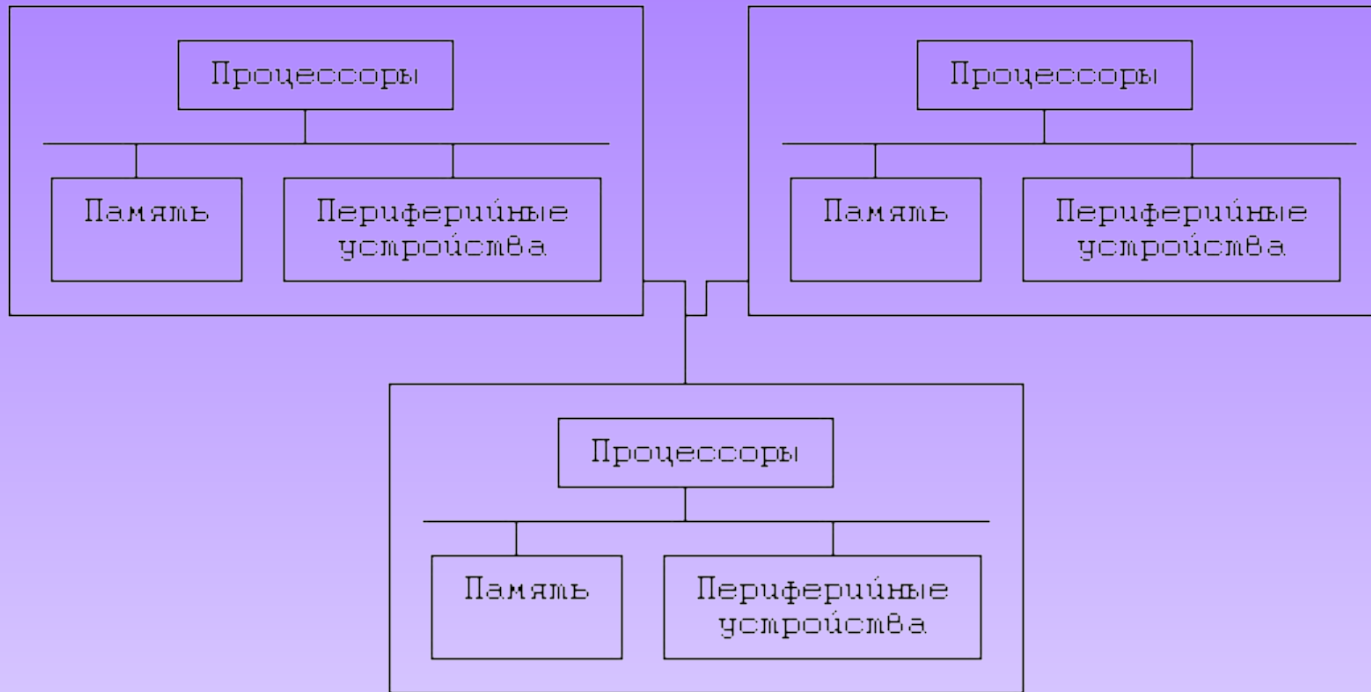 Процессоры
Память
Периферийные
устройства
Процессоры
Память
Периферийные
устройства
Процессоры
Память
Периферийные
устройства